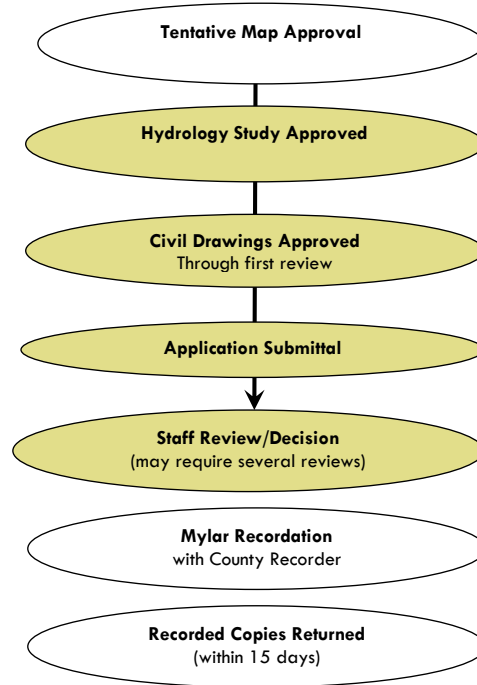 Tentative Map Approval
Hydrology Study Approved
Civil Drawings Approved
Through first review
Application Submittal
Staff Review/Decision
(may require several reviews)
Mylar Recordation
with County Recorder
Recorded Copies Returned
(within 15 days)